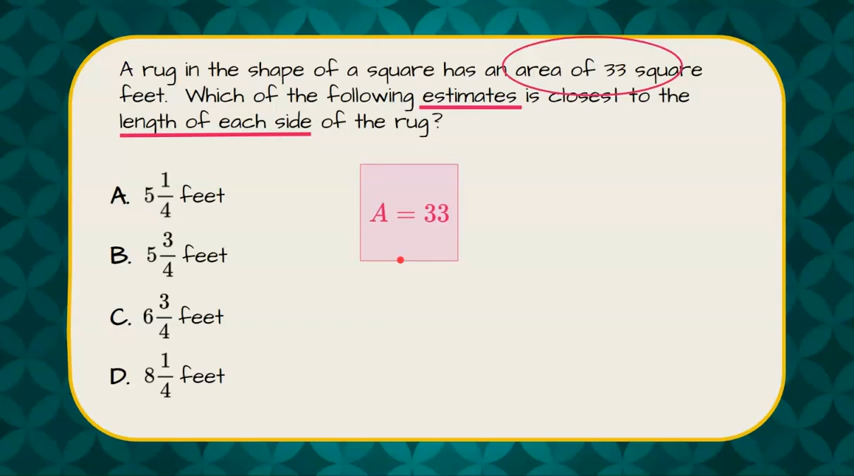 A rug in the shape of a square has an area of 33 square
feet. Which of the following estimates is closest to the
length of each side of the rug?
A. 5 1/4 feet
A = 33
B. 5 3/4 feet
C. 6 3/4 feet
D. 8 1/4 feet